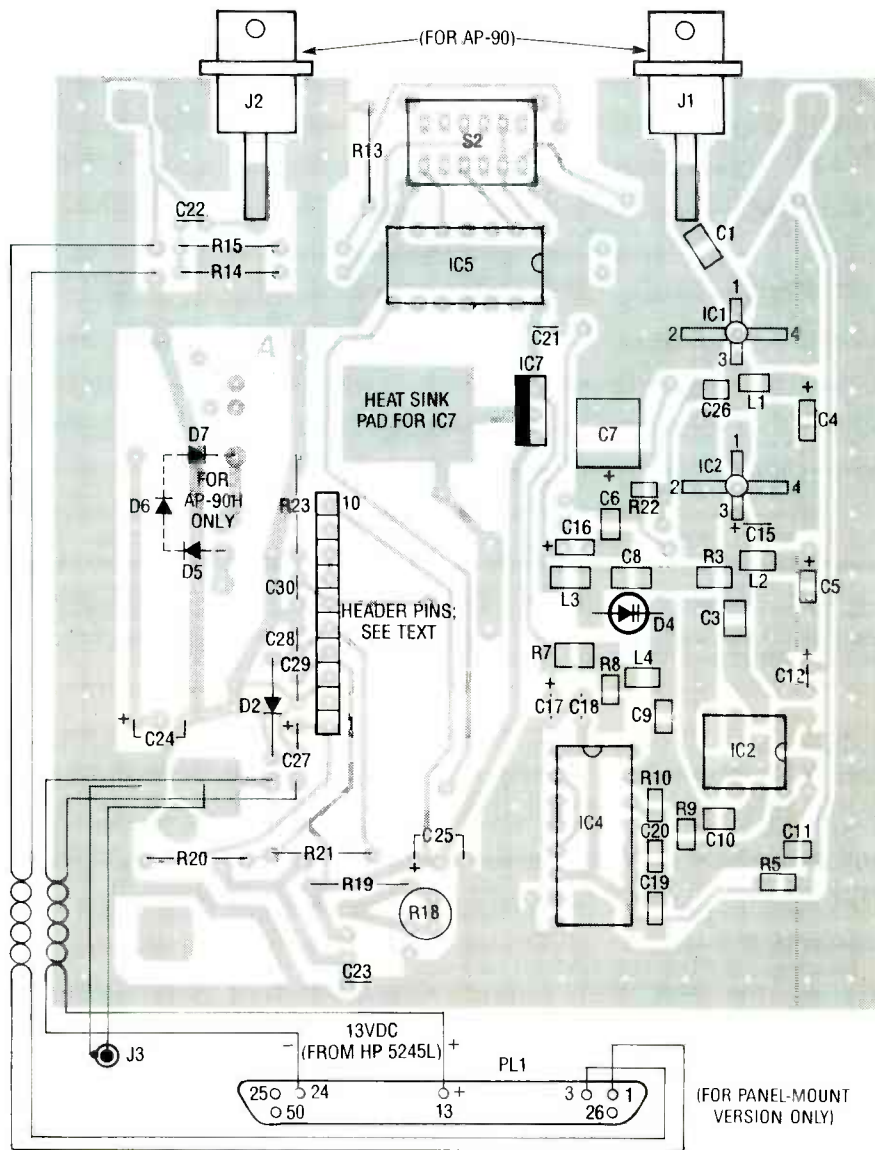 (FOR AP-90)
J2
J1
S2
R13
C22
C1
R15
R14
IC5
1
IC1
2
4
3
C21
IC7
A
HEAT SINK
PAD FOR IC7
C26
L1
+
C4
C7
+
D7
FOR
AP-90H
ONLY
D6
D5
1
IC2
2
4
3
+
C15
R23
10
C6
R22
+
C16
C8
R3
L2
+
C5
L3
C30
HEADER PINS;
SEE TEXT
D4
C3
C28
C29
R7
R8
L4
+
C12
+
C17
C18
C9
D2
+
1
+
C24
C27
IC2
R10
IC4
R9
C10
C20
C11
C25
+
R20
R21
R5
R19
C19
R18
C23
J3
13VDC
–
(FROM HP 5245L)
+
PL1
25
24
+
13
3
1
50
26
(FOR PANEL-MOUNT
VERSION ONLY)